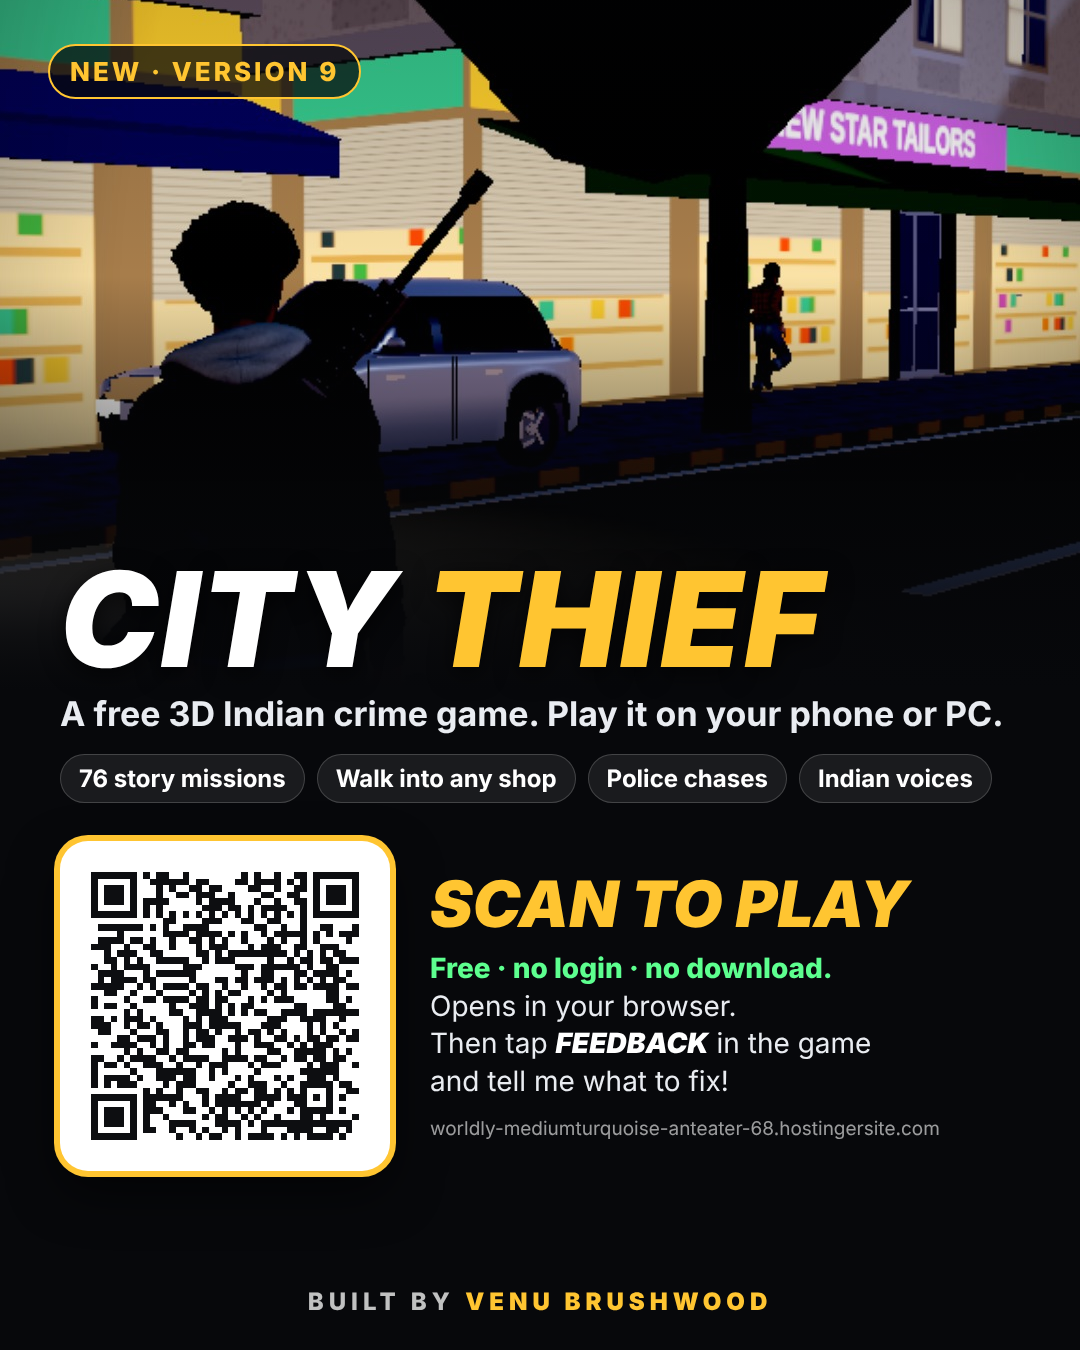 NEW · VERSION 9
EW STAR TAILORS
CITY THIEF
A free 3D Indian crime game. Play it on your phone or PC.
76 story missions
Walk into any shop
Police chases
Indian voices
SCAN TO PLAY
Free · no login · no download.
Opens in your browser.
Then tap FEEDBACK in the game
and tell me what to fix!
worldly-mediumturquoise-anteater-68.hostingersite.com
BUILT BY VENU BRUSHWOOD